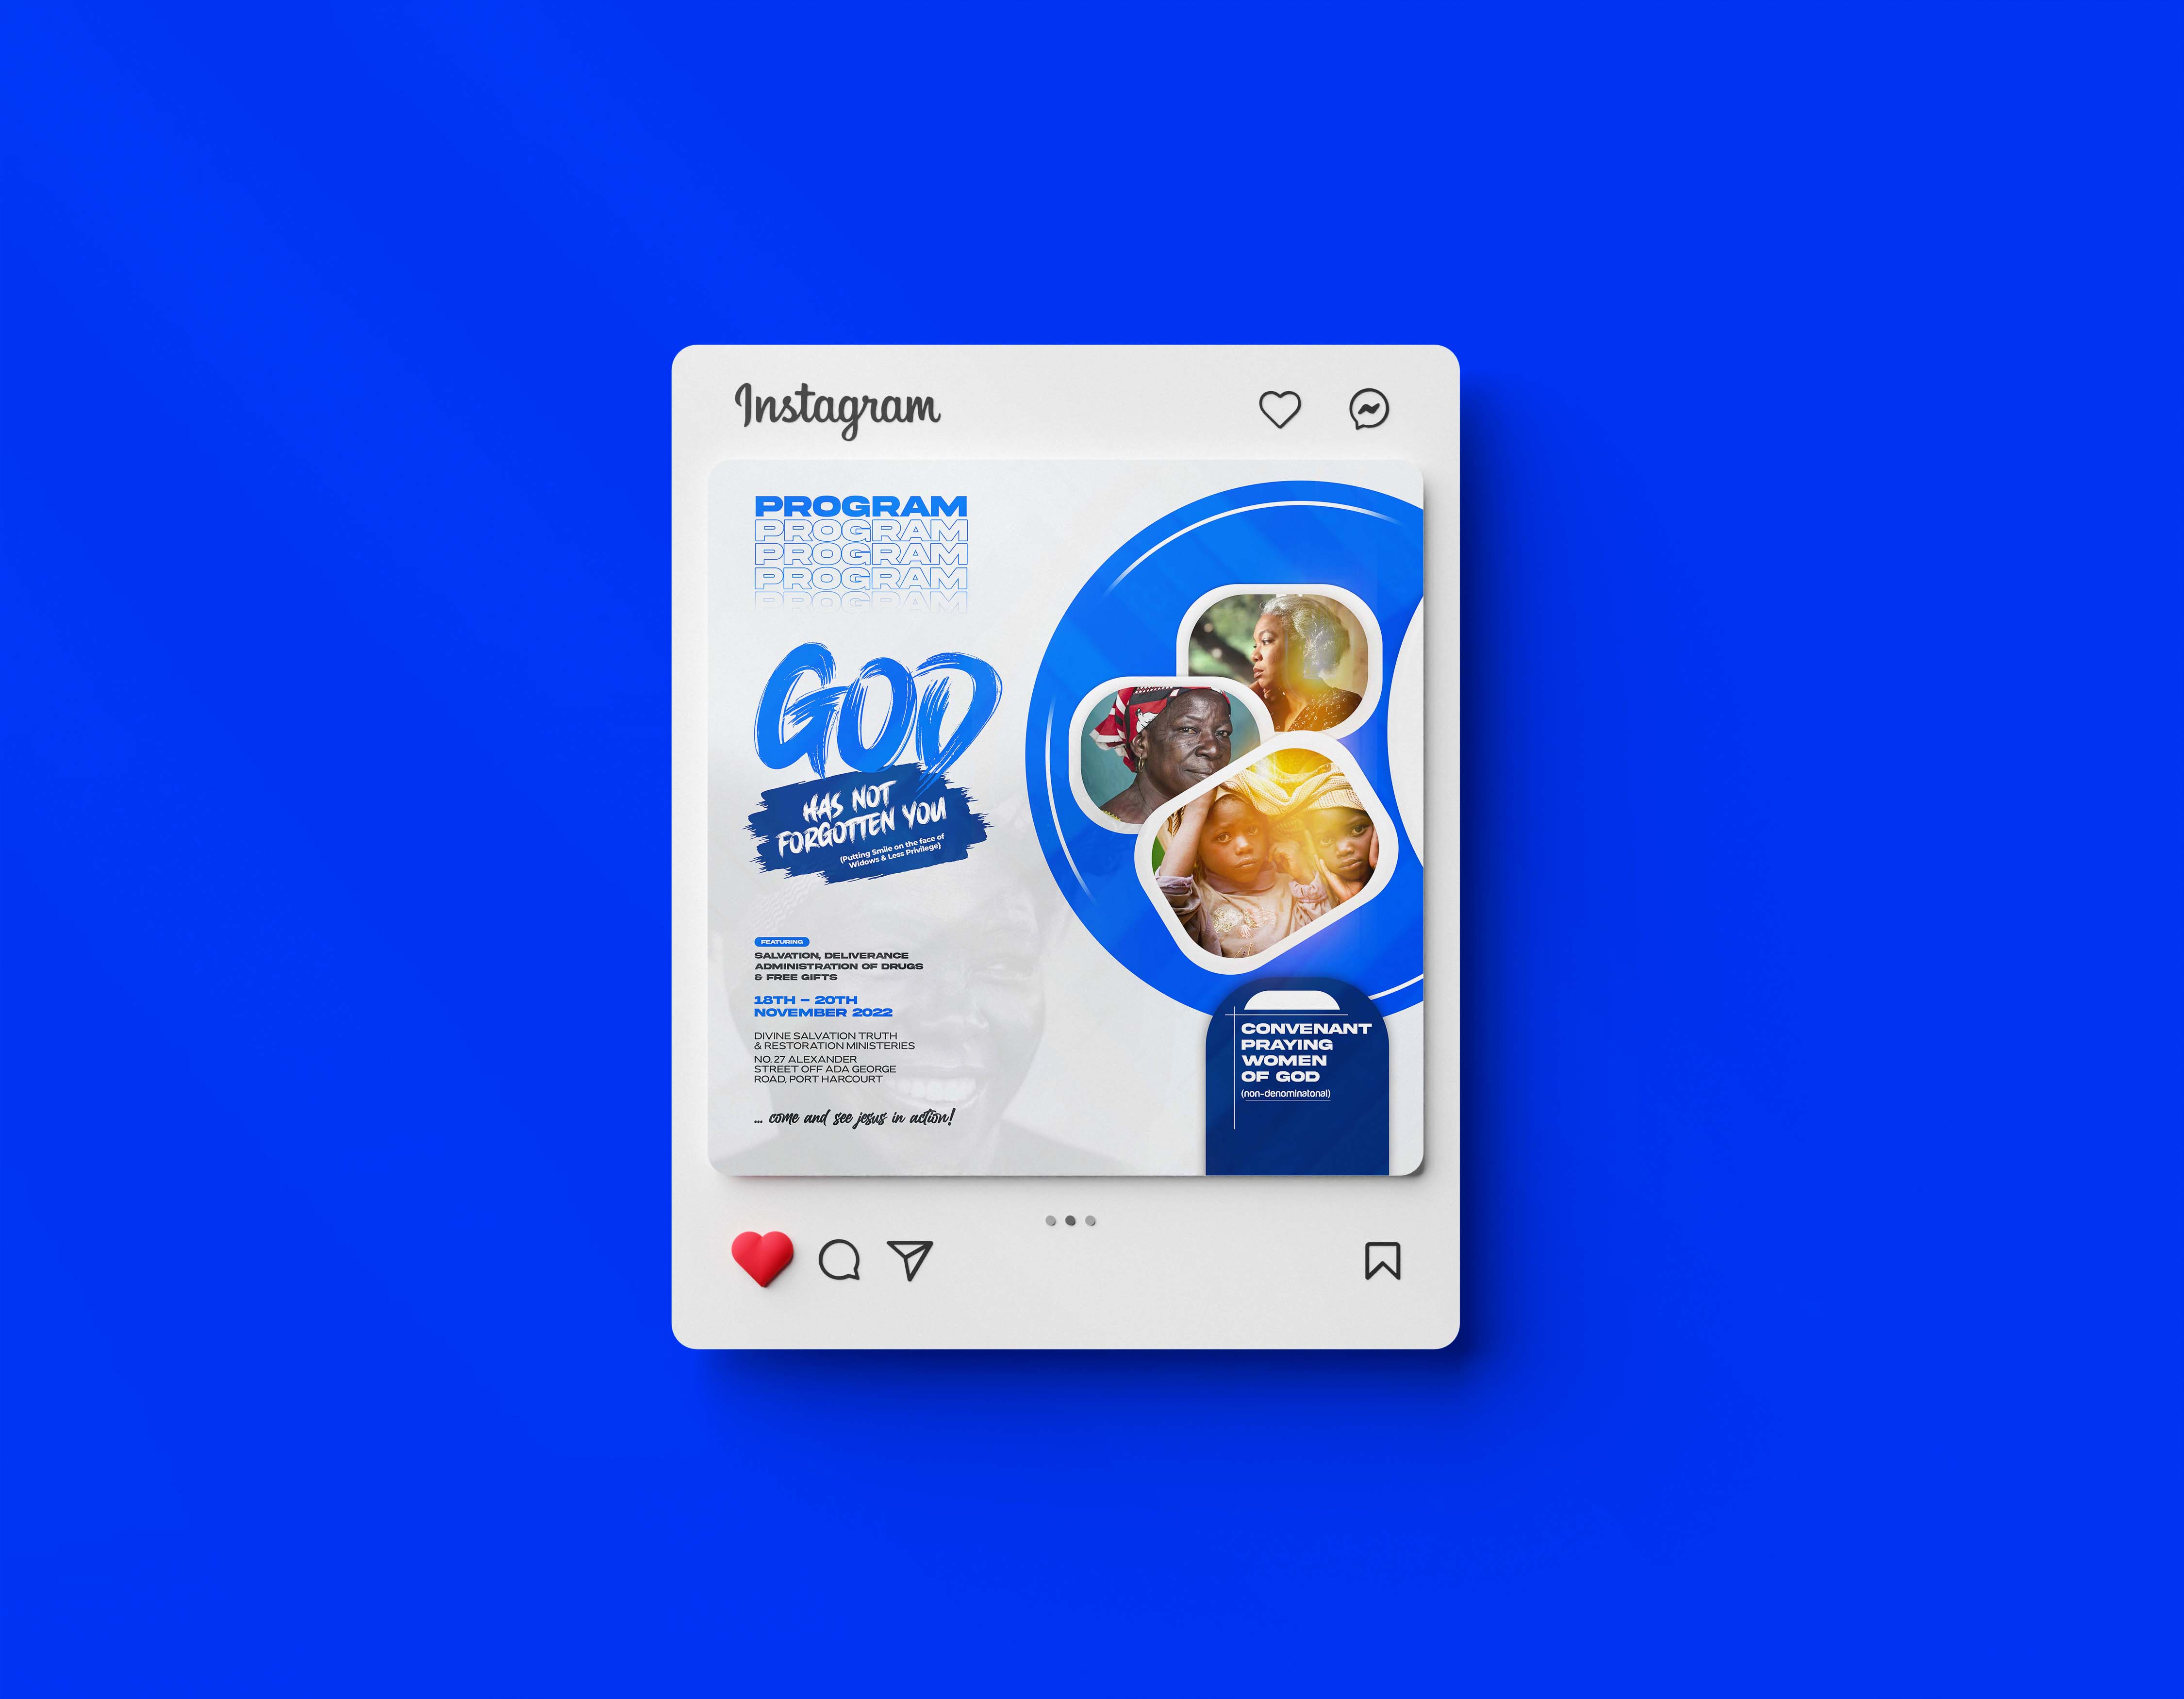 Instagram
PROGRAM
PROGRAM
PROGRAM
PROGRAM
PROGRAM
GOD
HAS NOT
FORGOTTEN YOU
(Putting Smile on the face of
Widows & Less Privilege)
FEATURING
SALVATION, DELIVERANCE
ADMINISTRATION OF DRUGS
& FREE GIFTS
18TH – 20TH
NOVEMBER 2022
DIVINE SALVATION TRUTH
& RESTORATION MINISTRIES
NO. 27 ALEXANDER
STREET OFF ADA GEORGE
ROAD, PORT HARCOURT
... come and see jesus in action!
CONVENANT
PRAYING
WOMEN
OF GOD
(non-denominatonal)